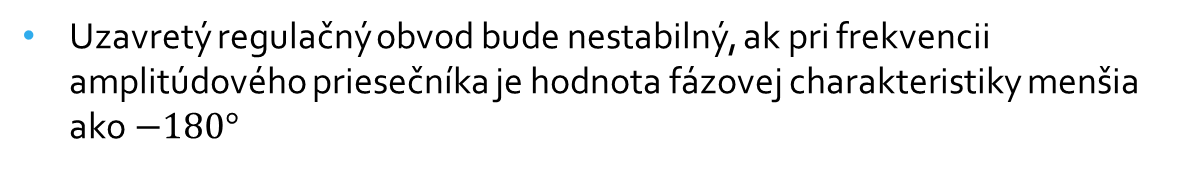 • Uzavretý regulačný obvod bude nestabilný, ak pri frekvencii
amplitúdového priesečníka je hodnota fázovej charakteristiky menšia
ako −180°